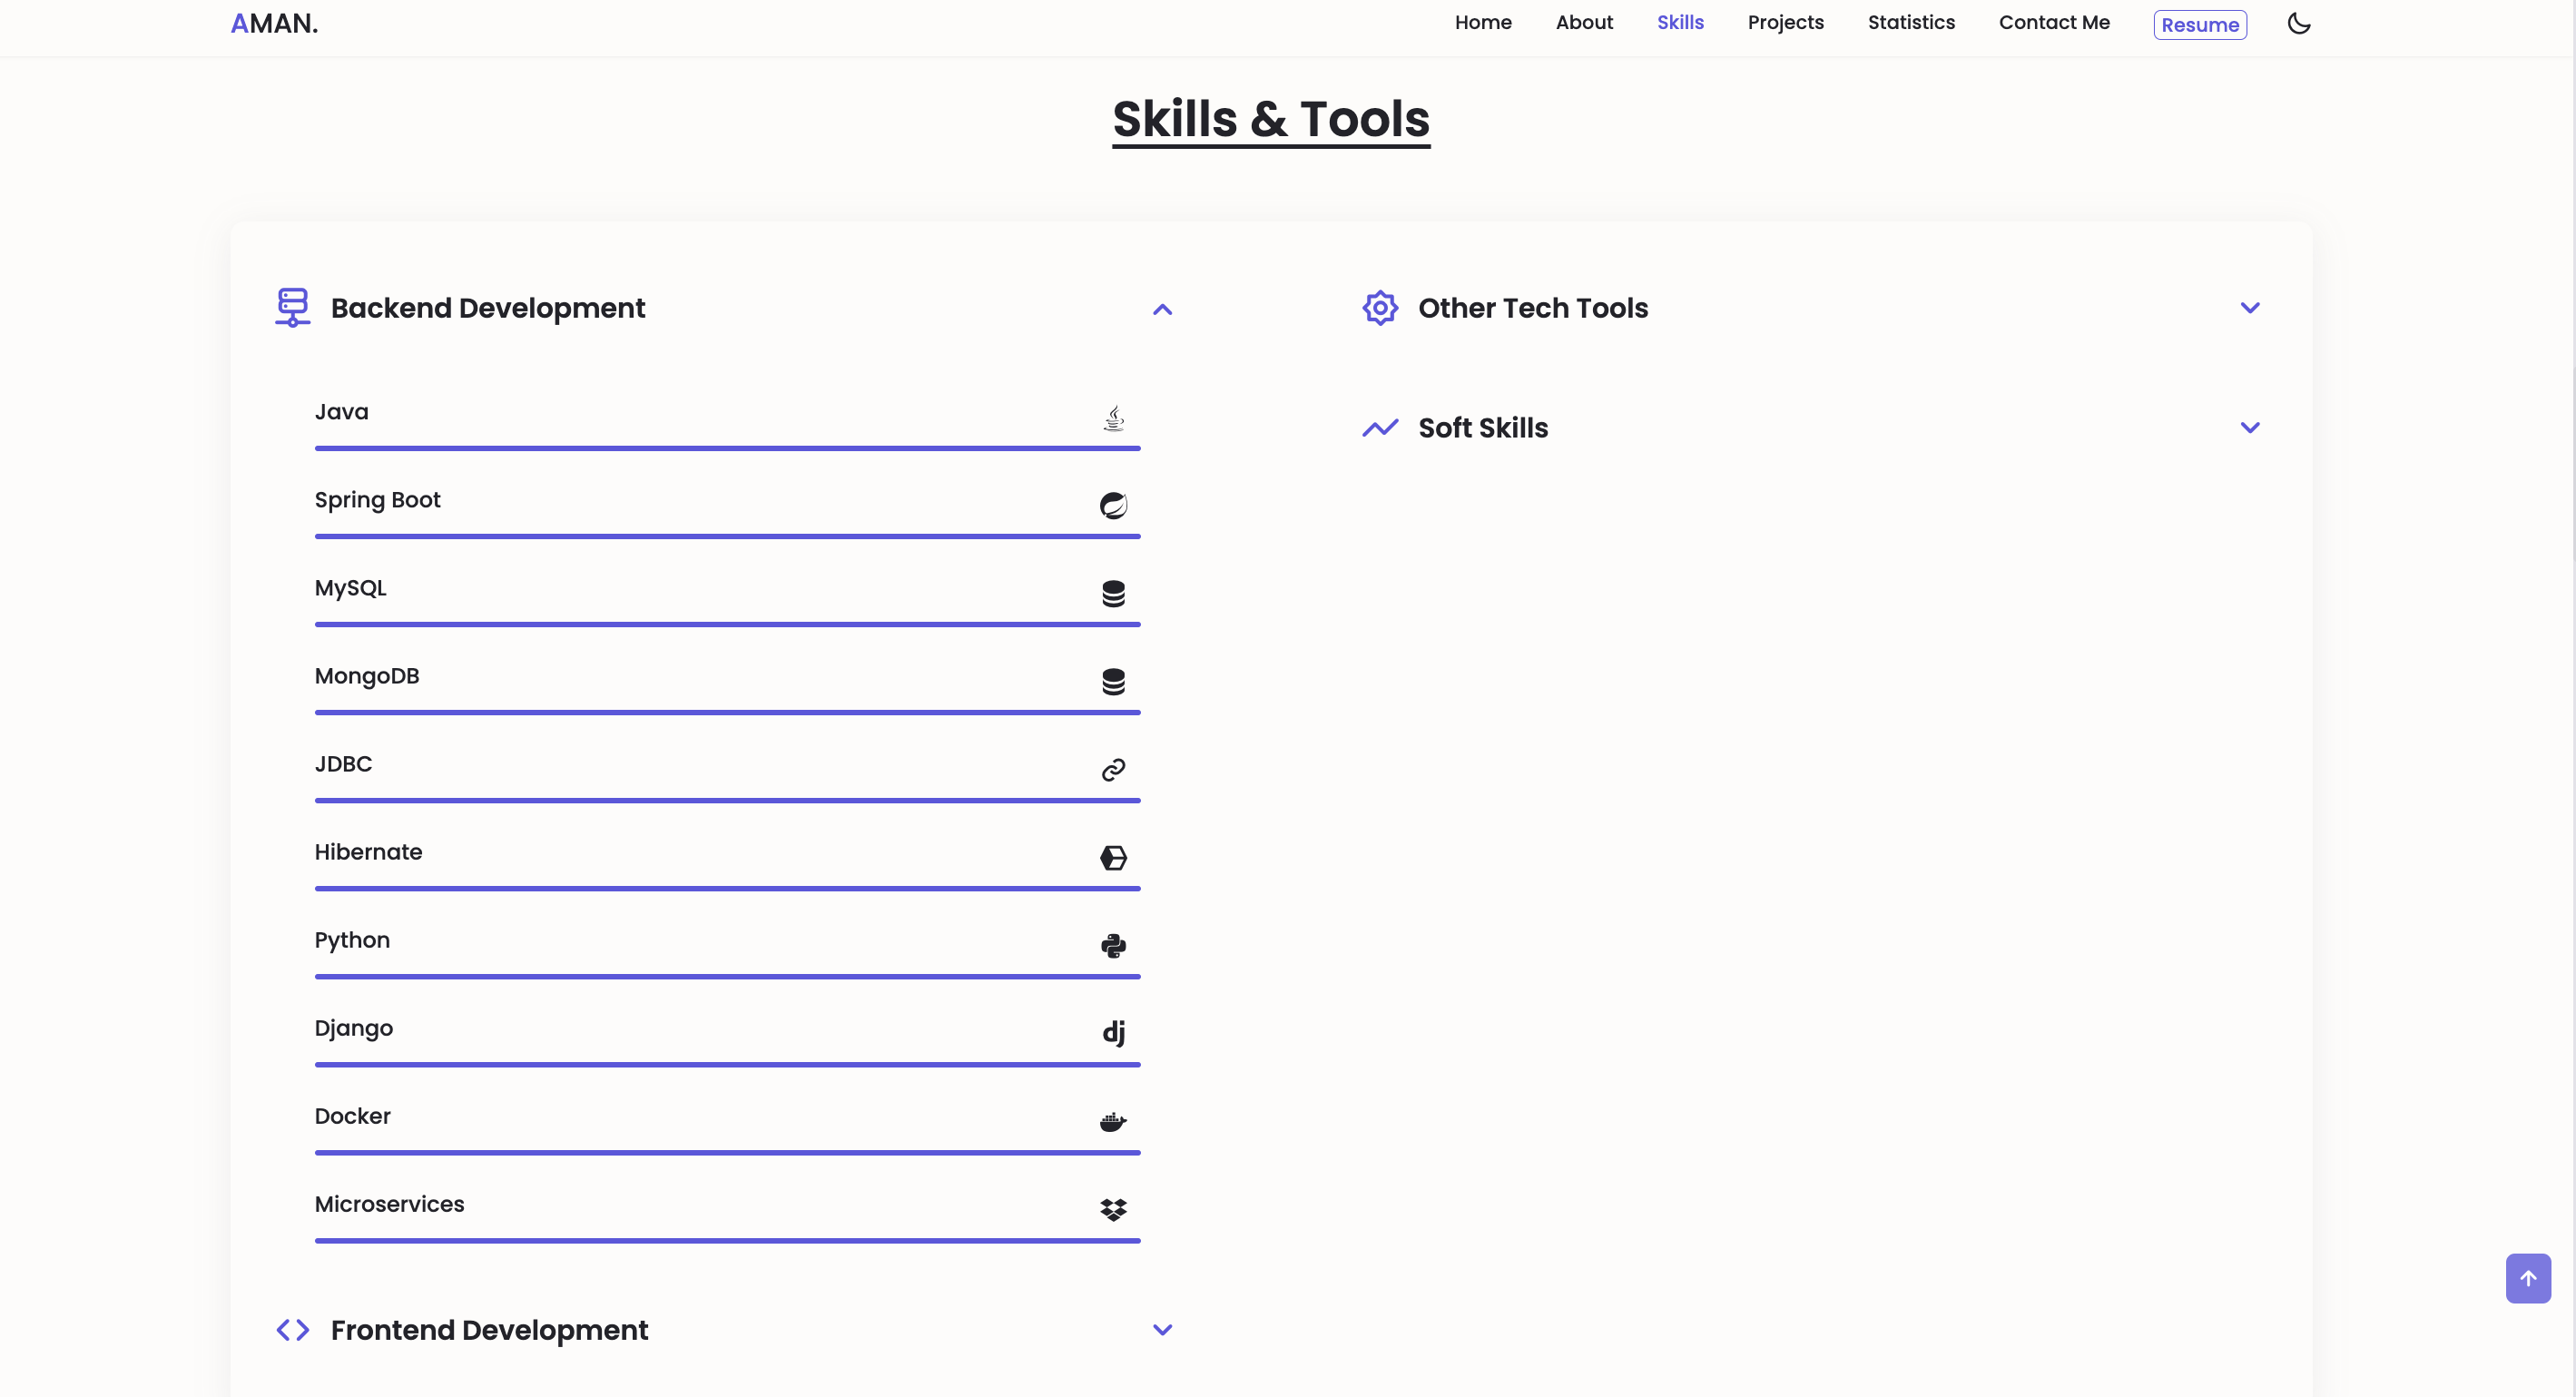 AMAN.
Home About Skills Projects Statistics Contact Me Resume
Skills & Tools
Backend Development
Java
Spring Boot
MySQL
MongoDB
JDBC
Hibernate
Python
Django
dj
Docker
Microservices
Frontend Development
Other Tech Tools
Soft Skills